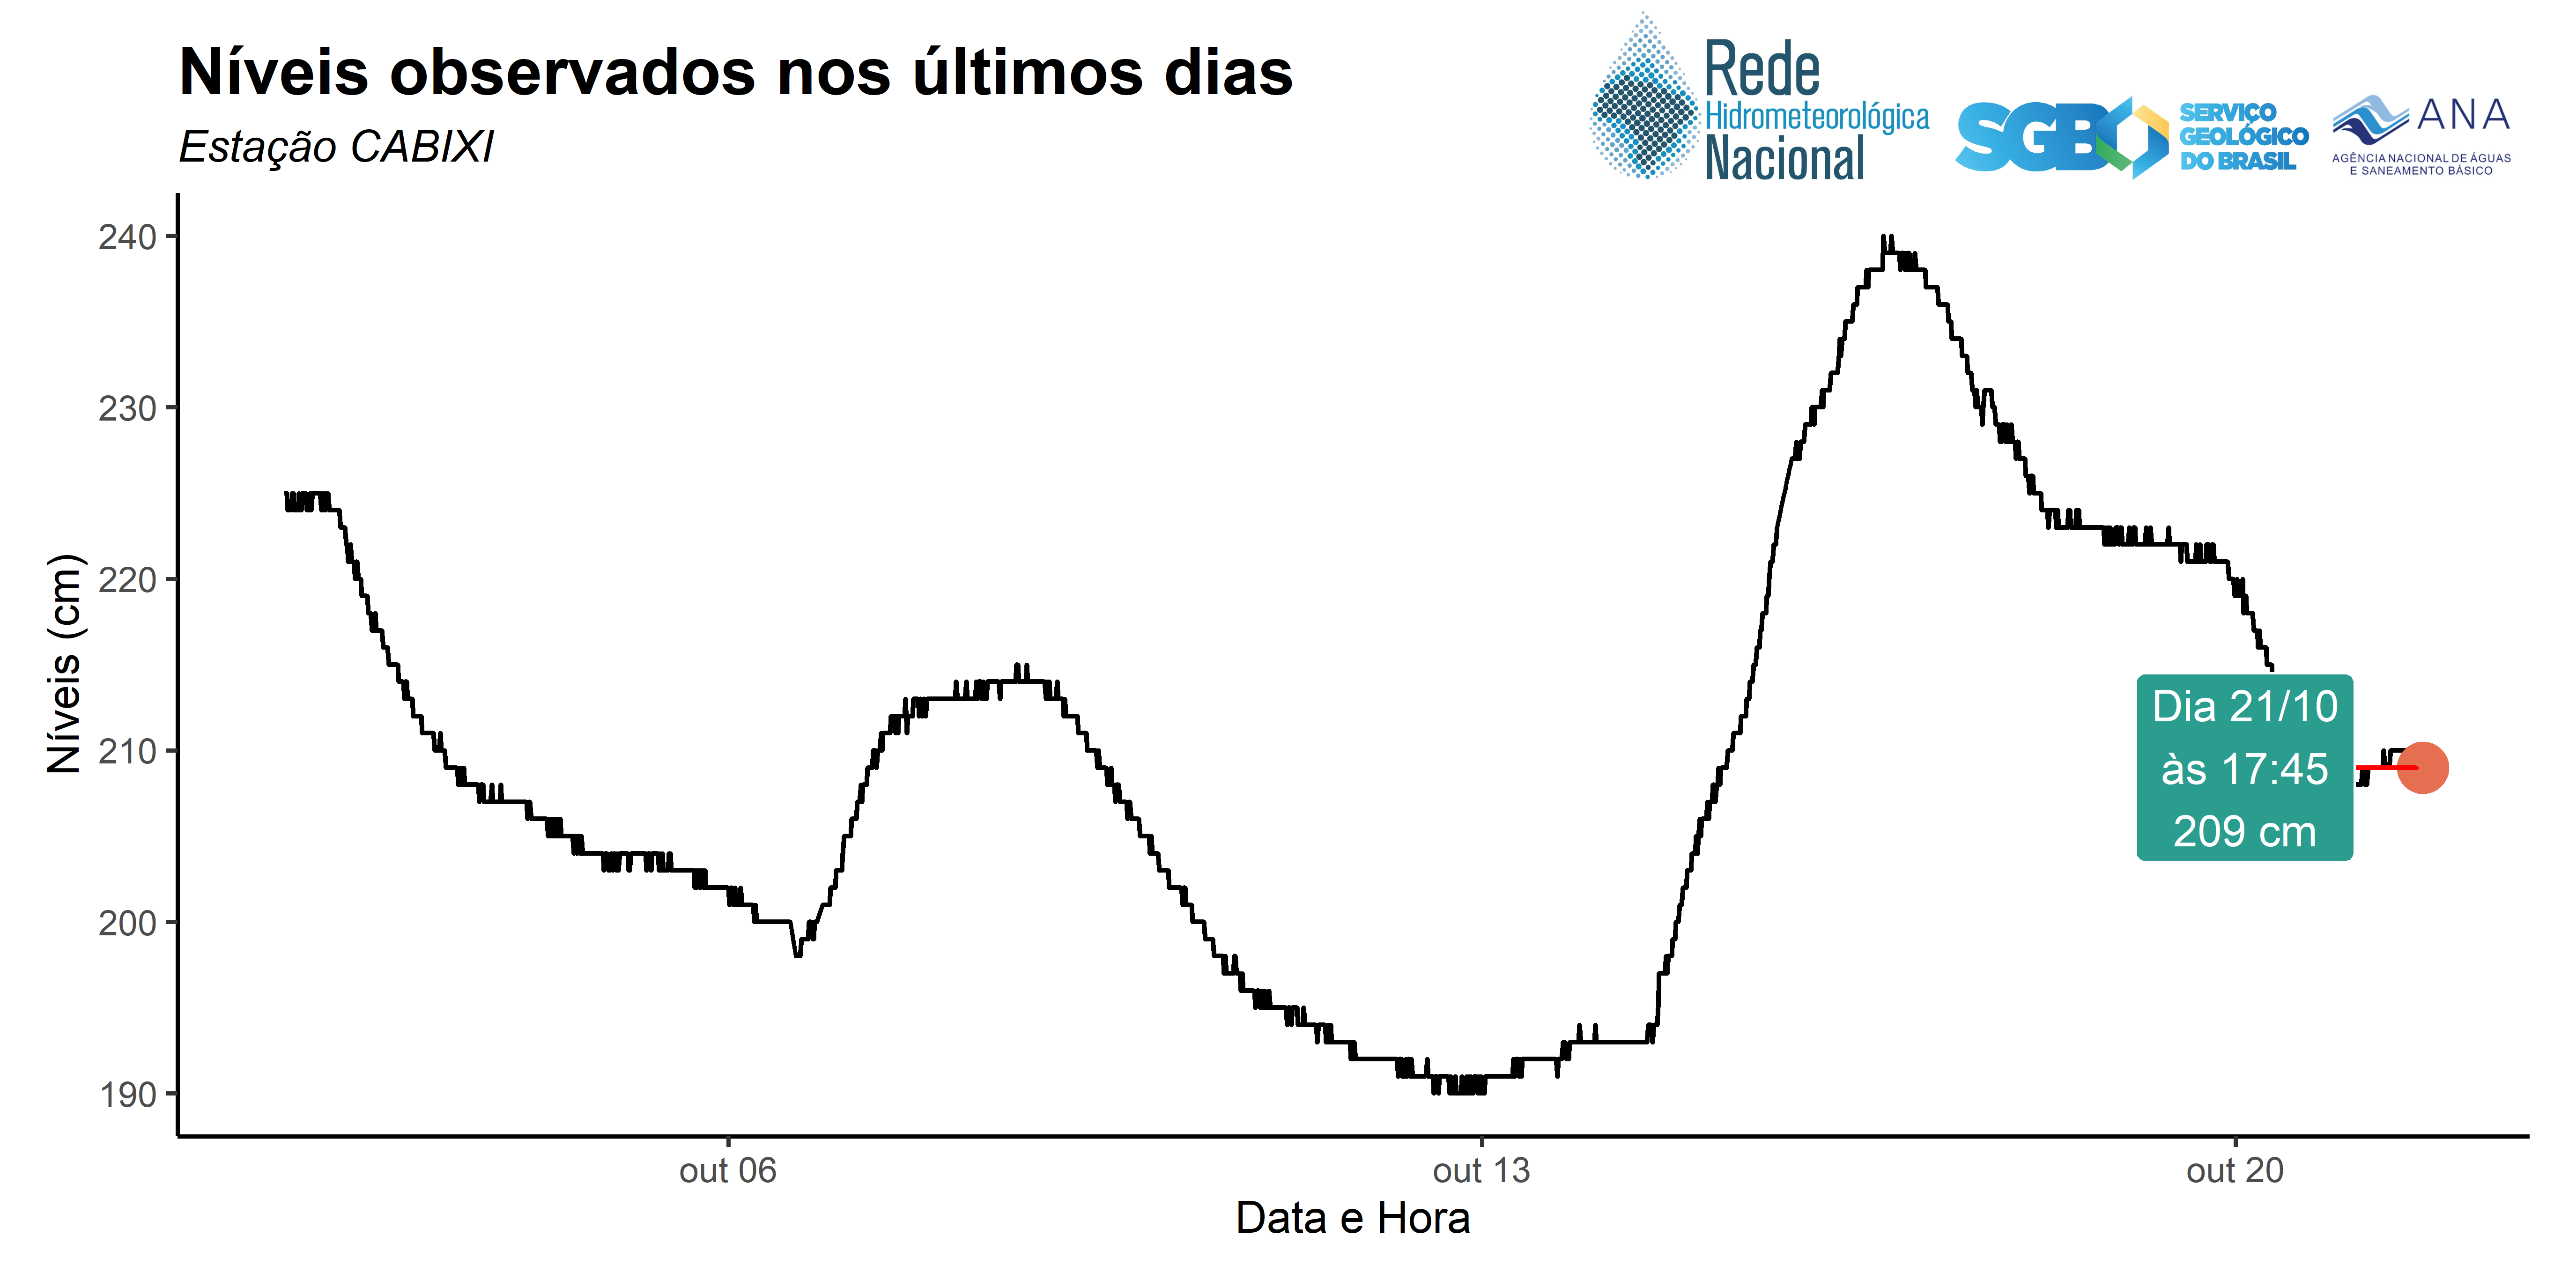 Níveis observados nos últimos dias
Estação CABIXI
Rede
Hidrometeorológica
Nacional
SGB
SERVIÇO
GEOLÓGICO
DO BRASIL
ANA
AGÊNCIA NACIONAL DE ÁGUAS
E SANEAMENTO BÁSICO
Níveis (cm)
240
230
220
210
200
190
Dia 21/10
às 17:45
209 cm
out 06
out 13
out 20
Data e Hora